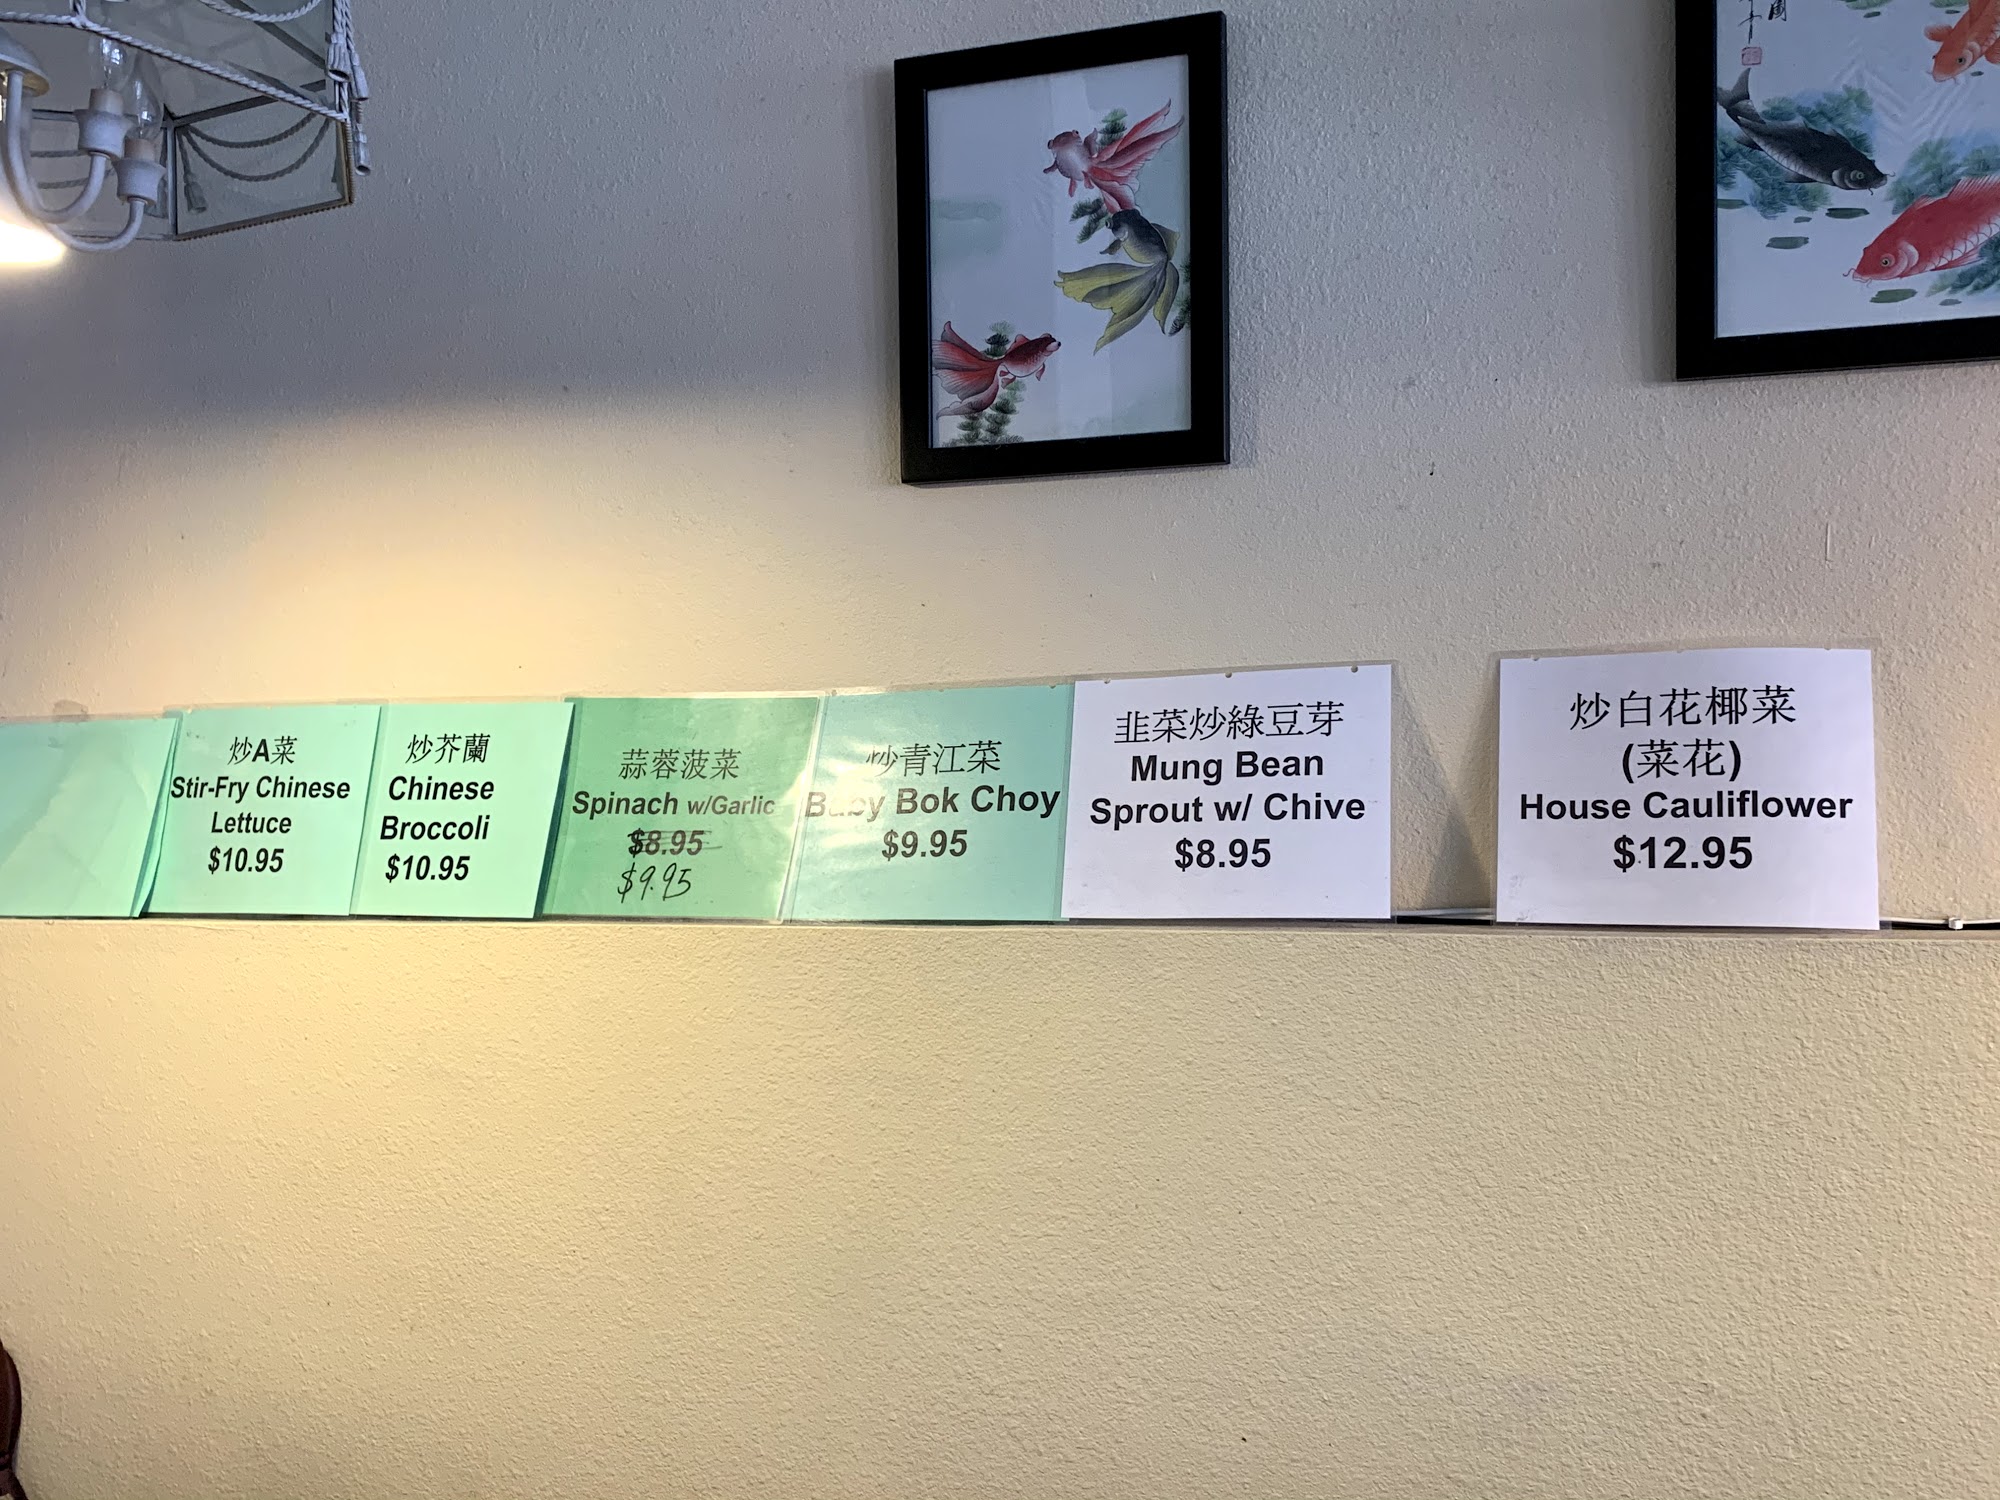 炒A菜
Stir-Fry Chinese
Lettuce
$10.95
炒芥蘭
Chinese
Broccoli
$10.95
蒜蓉菠菜
Spinach w/Garlic
$8.95
$9.95
炒青江菜
Baby Bok Choy
$9.95
韭菜炒綠豆芽
Mung Bean
Sprout w/ Chive
$8.95
炒白花椰菜
(菜花)
House Cauliflower
$12.95